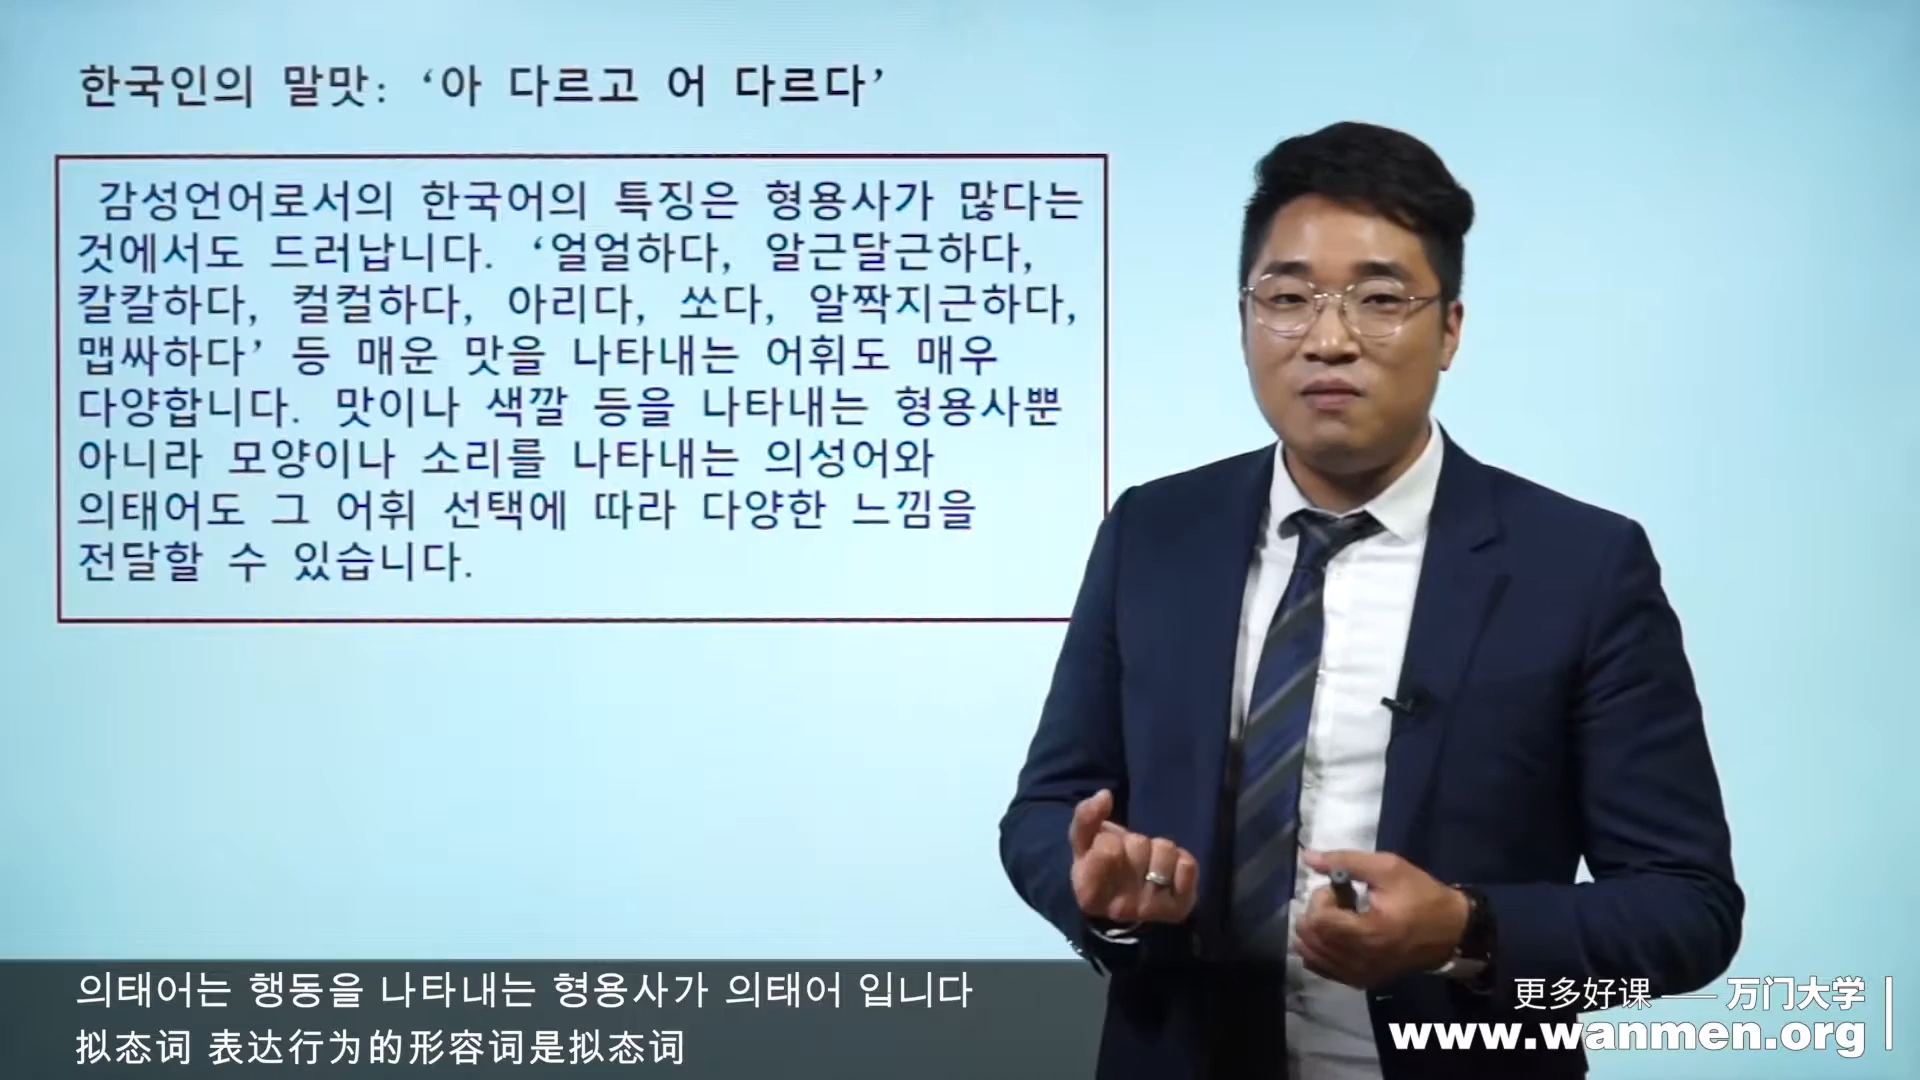 한국인의 말맛: ‘아 다르고 어 다르다’
감성언어로서의 한국어의 특징은 형용사가 많다는
것에서도 드러납니다. ‘얼얼하다, 알근달근하다,
칼칼하다, 컬컬하다, 아리다, 쏘다, 알짝지근하다,
맵싸하다’ 등 매운 맛을 나타내는 어휘도 매우
다양합니다. 맛이나 색깔 등을 나타내는 형용사뿐
아니라 모양이나 소리를 나타내는 의성어와
의태어도 그 어휘 선택에 따라 다양한 느낌을
전달할 수 있습니다.
의태어는 행동을 나타내는 형용사가 의태어 입니다
拟态词 表达行为的形容词是拟态词
更多好课 —— 万门大学
www.wanmen.org